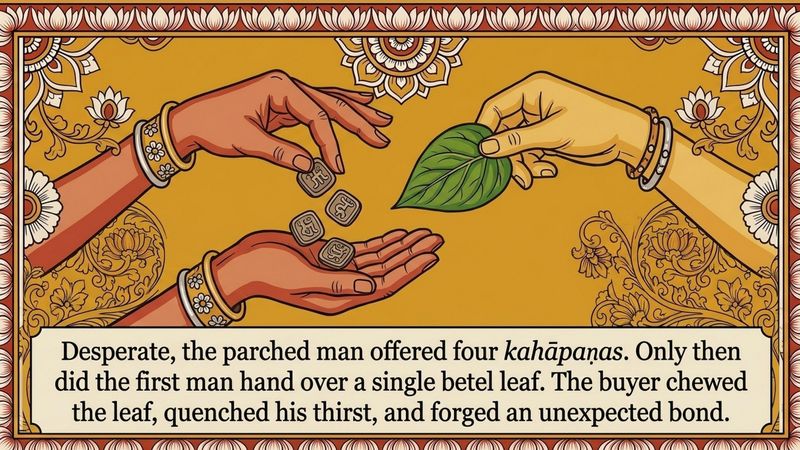 Desperate, the parched man offered four kahāpaṇas. Only then
did the first man hand over a single betel leaf. The buyer chewed
the leaf, quenched his thirst, and forged an unexpected bond.